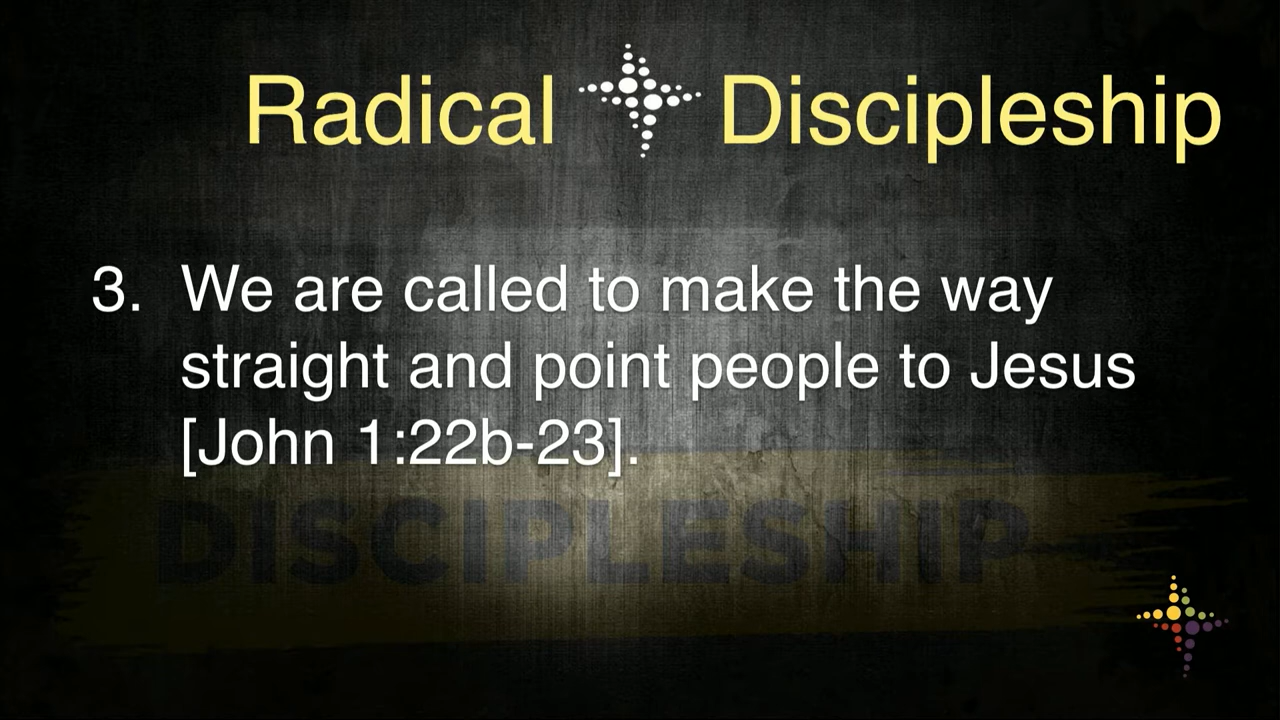 Radical Discipleship
3. We are called to make the way
straight and point people to Jesus
[John 1:22b-23].
DISCIPLESHIP